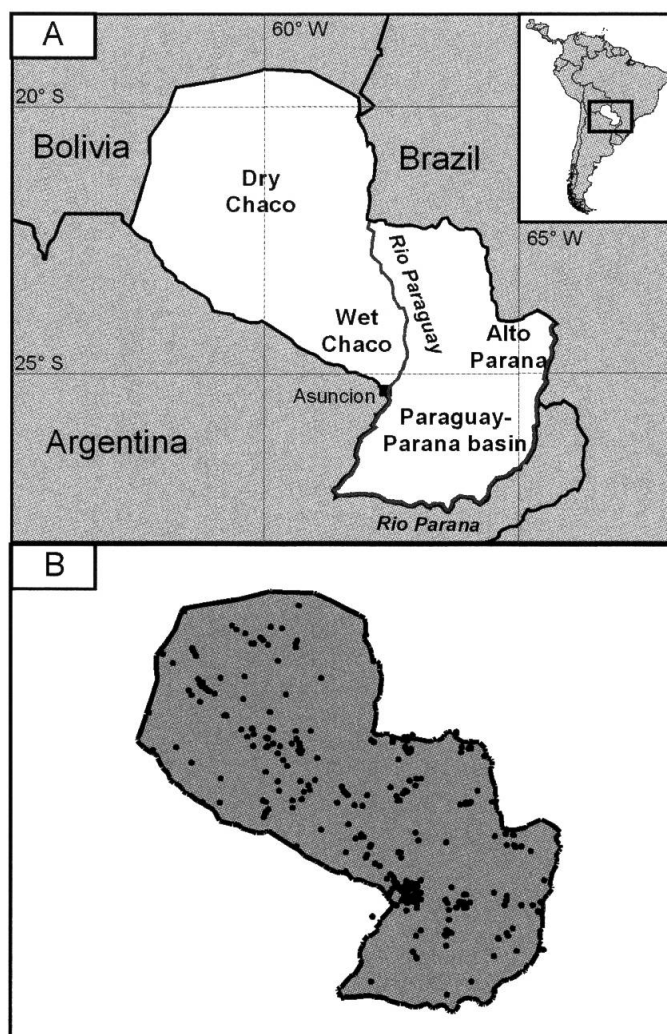 A
60° W
20° S
Bolivia
Brazil
Dry
Chaco
65° W
Rio Paraguay
Wet
Chaco
Alto
Parana
25° S
Asuncion
Paraguay-
Parana basin
Argentina
Rio Parana
B